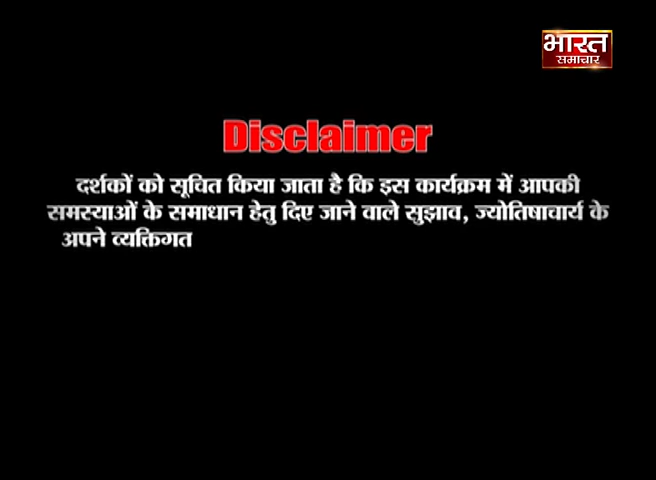 भारत
समाचार
Disclaimer
दर्शकों को सूचित किया जाता है कि इस कार्यक्रम में आपकी
समस्याओं के समाधान हेतु दिए जाने वाले सुझाव, ज्योतिषाचार्य के
अपने व्यक्तिगत